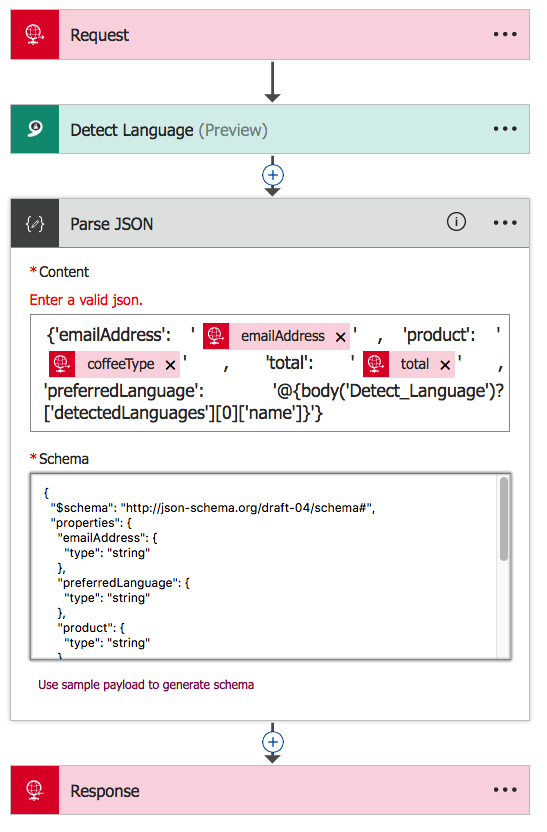 Request
Detect Language (Preview)
Parse JSON
*Content
Enter a valid json.
{'emailAddress': ' emailAddress × ' , 'product': '
coffeeType × ' , 'total': ' total × ' ,
'preferredLanguage': '@{body('Detect_Language')?
['detectedLanguages'][0]['name']}'}
*Schema
{
"$schema": "http://json-schema.org/draft-04/schema#",
"properties": {
"emailAddress": {
"type": "string"
},
"preferredLanguage": {
"type": "string"
},
"product": {
"type": "string"
}
Use sample payload to generate schema
Response